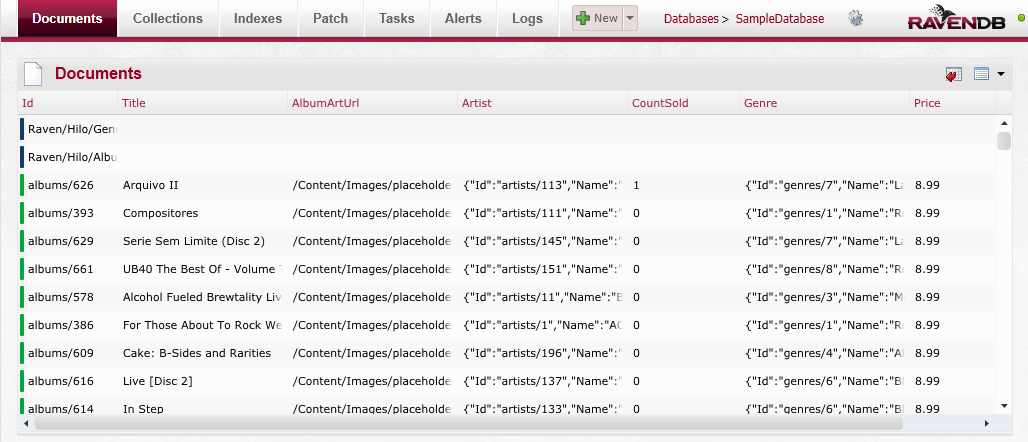 Documents Collections Indexes Patch Tasks Alerts Logs New Databases > SampleDatabase RAVENDB
Documents
Id Title AlbumArtUrl Artist CountSold Genre Price
Raven/Hilo/Gen
Raven/Hilo/Albu
albums/626 Arquivo II /Content/Images/placeholde {"Id":"artists/113","Name":" 1 {"Id":"genres/7","Name":"La 8.99
albums/393 Compositores /Content/Images/placeholde {"Id":"artists/111","Name":" 0 {"Id":"genres/1","Name":"Ro 8.99
albums/629 Serie Sem Limite (Disc 2) /Content/Images/placeholde {"Id":"artists/145","Name":" 0 {"Id":"genres/7","Name":"La 8.99
albums/661 UB40 The Best Of - Volume /Content/Images/placeholde {"Id":"artists/151","Name":" 0 {"Id":"genres/8","Name":"Re 8.99
albums/578 Alcohol Fueled Brewtality Liv /Content/Images/placeholde {"Id":"artists/11","Name":"B 0 {"Id":"genres/3","Name":"M 8.99
albums/386 For Those About To Rock We /Content/Images/placeholde {"Id":"artists/1","Name":"AC 0 {"Id":"genres/1","Name":"Ro 8.99
albums/609 Cake: B-Sides and Rarities /Content/Images/placeholde {"Id":"artists/196","Name":" 0 {"Id":"genres/4","Name":"Al 8.99
albums/616 Live [Disc 2] /Content/Images/placeholde {"Id":"artists/137","Name":" 0 {"Id":"genres/6","Name":"Bl 8.99
albums/614 In Step /Content/Images/placeholde {"Id":"artists/133","Name":" 0 {"Id":"genres/6","Name":"Bl 8.99